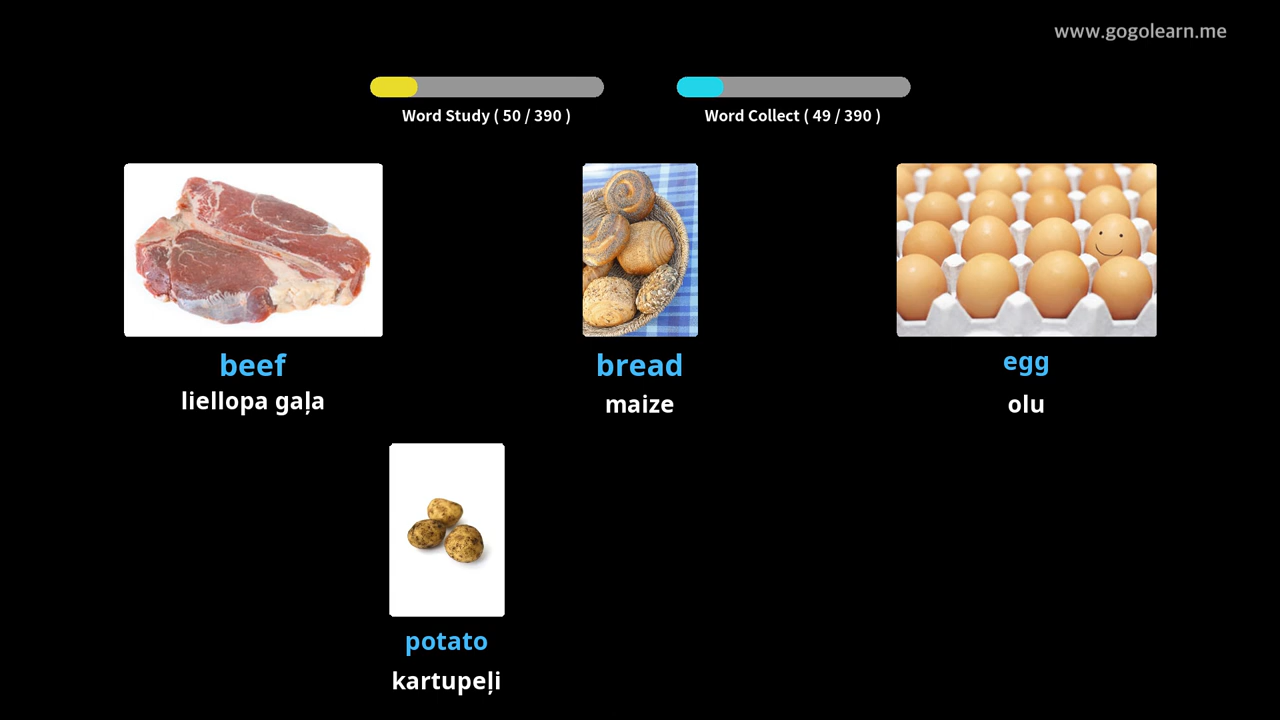 www.gogolearn.me
Word Study ( 50 / 390 )
Word Collect ( 49 / 390 )
beef
liellopa gaļa
bread
maize
egg
olu
potato
kartupeļi